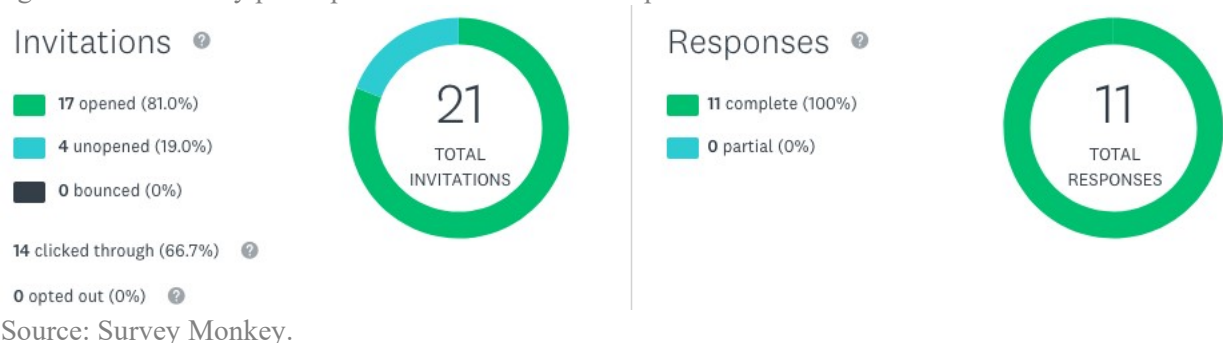 Invitations
17 opened (81.0%)
4 unopened (19.0%)
0 bounced (0%)
14 clicked through (66.7%)
0 opted out (0%)
21
TOTAL
INVITATIONS
Responses
11 complete (100%)
0 partial (0%)
11
TOTAL
RESPONSES
Source: Survey Monkey.